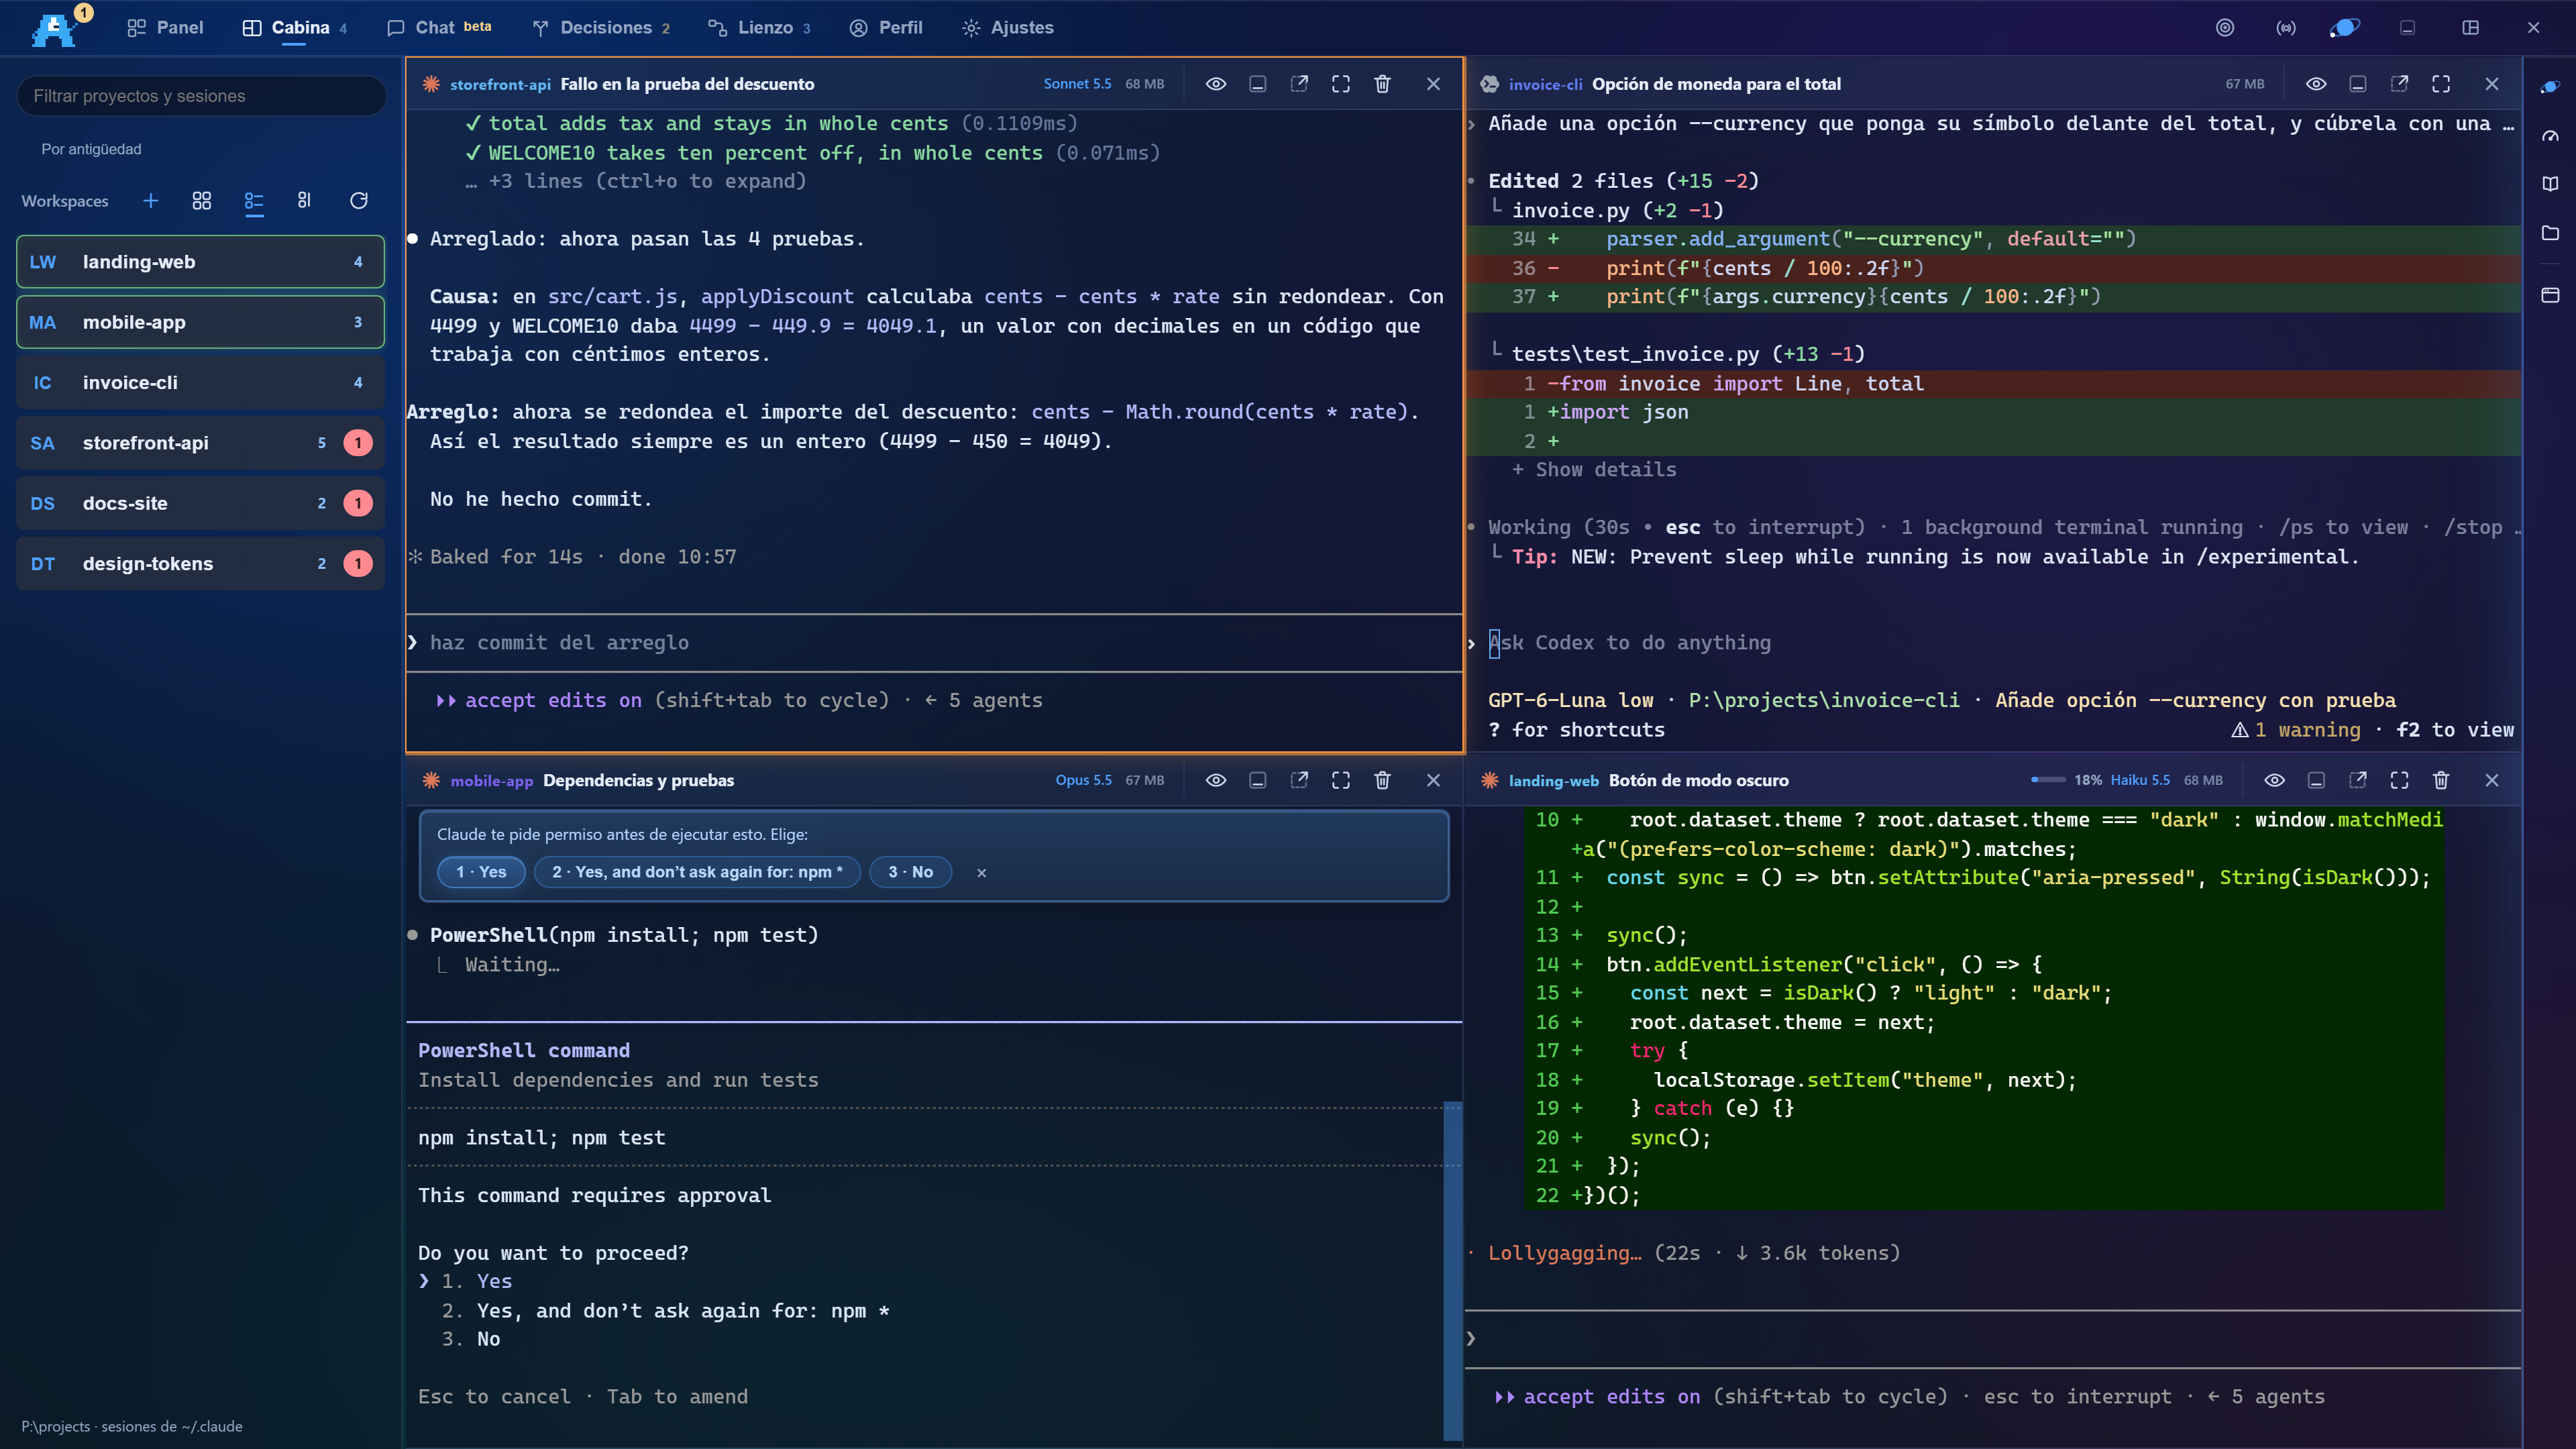 1
Panel
Cabina 4
Chat beta
Decisiones 2
Lienzo 3
Perfil
Ajustes
Filtrar proyectos y sesiones
Por antigüedad
Workspaces
LW landing-web 4
MA mobile-app 3
IC invoice-cli 4
SA storefront-api 5 1
DS docs-site 2 1
DT design-tokens 2 1
P:\projects · sesiones de ~/.claude
storefront-api Fallo en la prueba del descuento Sonnet 5.5 68 MB
✓ total adds tax and stays in whole cents (0.1109ms)
✓ WELCOME10 takes ten percent off, in whole cents (0.071ms)
… +3 lines (ctrl+o to expand)
● Arreglado: ahora pasan las 4 pruebas.
Causa: en src/cart.js, applyDiscount calculaba cents - cents * rate sin redondear. Con
4499 y WELCOME10 daba 4499 - 449.9 = 4049.1, un valor con decimales en un código que
trabaja con céntimos enteros.
Arreglo: ahora se redondea el importe del descuento: cents - Math.round(cents * rate).
Así el resultado siempre es un entero (4499 - 450 = 4049).
No he hecho commit.
✻ Baked for 14s · done 10:57
❯ haz commit del arreglo
⏵⏵ accept edits on (shift+tab to cycle) · ← 5 agents
invoice-cli Opción de moneda para el total 67 MB
› Añade una opción --currency que ponga su símbolo delante del total, y cúbrela con una …
• Edited 2 files (+15 -2)
└ invoice.py (+2 -1)
34 + parser.add_argument("--currency", default="")
36 - print(f"{cents / 100:.2f}")
37 + print(f"{args.currency}{cents / 100:.2f}")
└ tests\test_invoice.py (+13 -1)
1 -from invoice import Line, total
1 +import json
2 +
+ Show details
• Working (30s • esc to interrupt) · 1 background terminal running · /ps to view · /stop …
└ Tip: NEW: Prevent sleep while running is now available in /experimental.
› Ask Codex to do anything
GPT-6-Luna low · P:\projects\invoice-cli · Añade opción --currency con prueba
? for shortcuts ⚠ 1 warning · f2 to view
mobile-app Dependencias y pruebas Opus 5.5 67 MB
Claude te pide permiso antes de ejecutar esto. Elige:
1 · Yes
2 · Yes, and don’t ask again for: npm *
3 · No
×
● PowerShell(npm install; npm test)
⎿ Waiting…
PowerShell command
Install dependencies and run tests
npm install; npm test
This command requires approval
Do you want to proceed?
❯ 1. Yes
2. Yes, and don’t ask again for: npm *
3. No
Esc to cancel · Tab to amend
landing-web Botón de modo oscuro 18% Haiku 5.5 68 MB
10 + root.dataset.theme ? root.dataset.theme === "dark" : window.matchMedi
+a("(prefers-color-scheme: dark)").matches;
11 + const sync = () => btn.setAttribute("aria-pressed", String(isDark()));
12 +
13 + sync();
14 + btn.addEventListener("click", () => {
15 + const next = isDark() ? "light" : "dark";
16 + root.dataset.theme = next;
17 + try {
18 + localStorage.setItem("theme", next);
19 + } catch (e) {}
20 + sync();
21 + });
22 +})();
· Lollygagging… (22s · ↓ 3.6k tokens)
❯
⏵⏵ accept edits on (shift+tab to cycle) · esc to interrupt · ← 5 agents